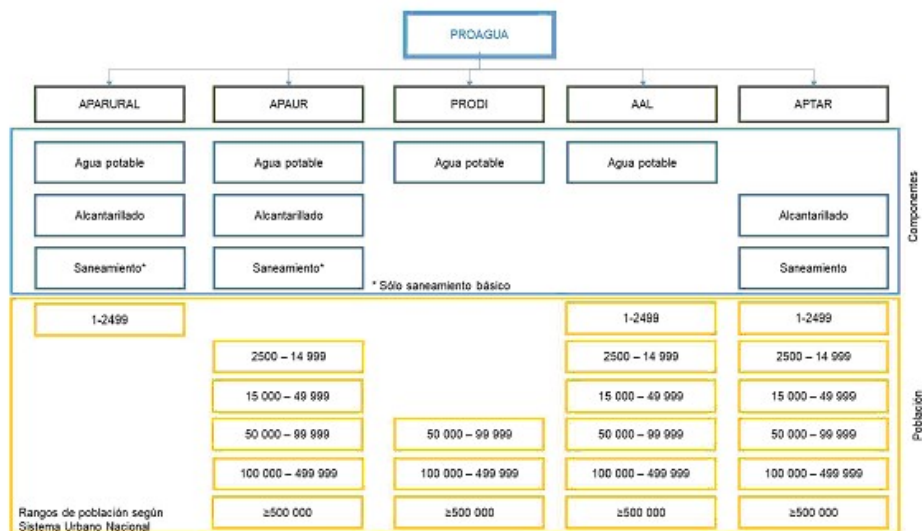 PROAGUA
APARURAL APAUR PRODI AAL APTAR
Agua potable Agua potable Agua potable Agua potable
Alcantarillado Alcantarillado Alcantarillado
Saneamiento* Saneamiento* Saneamiento
* Sólo saneamiento básico
Componentes
1-2499 1-2499 1-2499
2500 – 14 999 2500 – 14 999 2500 – 14 999
15 000 – 49 999 15 000 – 49 999 15 000 – 49 999
50 000 – 99 999 50 000 – 99 999 50 000 – 99 999 50 000 – 99 999
100 000 – 499 999 100 000 – 499 999 100 000 – 499 999 100 000 – 499 999
≥500 000 ≥500 000 ≥500 000 ≥500 000
Rangos de población según
Sistema Urbano Nacional
Población